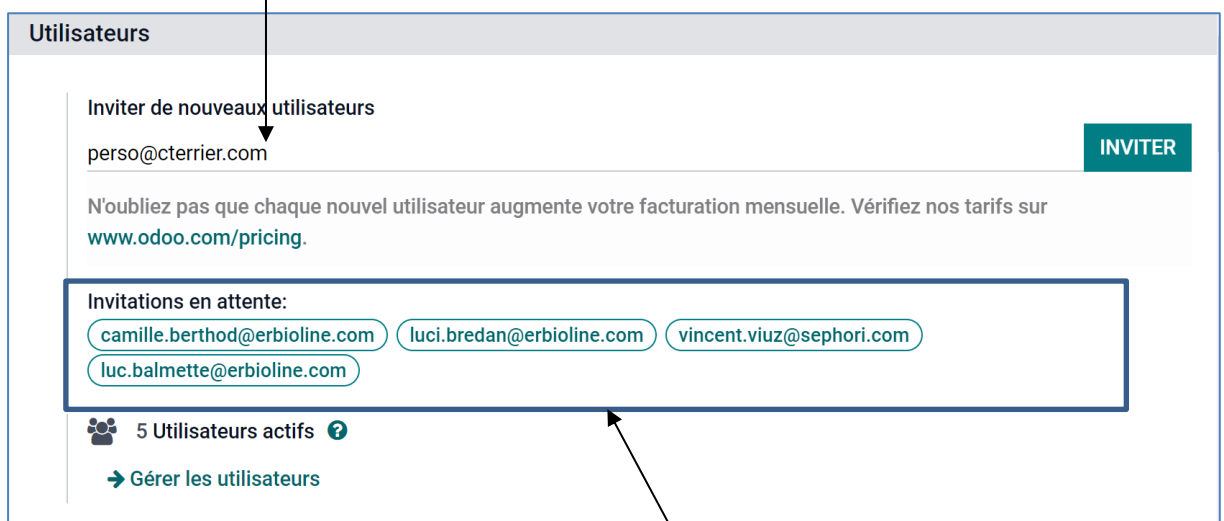 Utilisateurs
Inviter de nouveaux utilisateurs
perso@cterrier.com
INVITER
N'oubliez pas que chaque nouvel utilisateur augmente votre facturation mensuelle. Vérifiez nos tarifs sur
www.odoo.com/pricing.
Invitations en attente:
camille.berthod@erbioline.com luci.bredan@erbioline.com vincent.viuz@sephori.com
luc.balmette@erbioline.com
5 Utilisateurs actifs ?
Gérer les utilisateurs